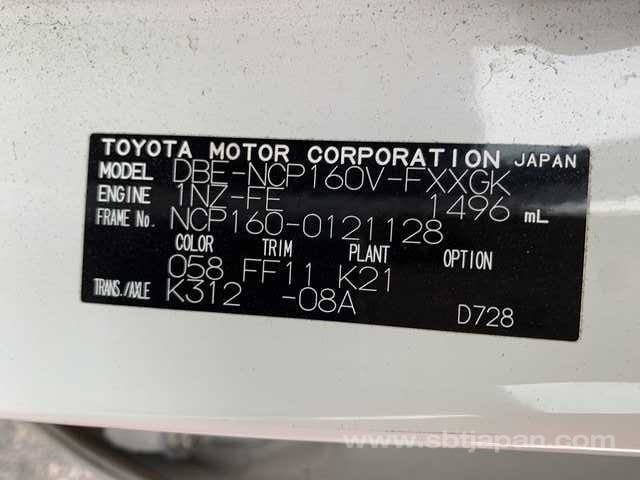 TOYOTA MOTOR CORPORATION JAPAN
MODEL DBE-NCP160V-FXXGK
ENGINE 1NZ-FE 1496 mL
FRAME No. NCP160-0121128
COLOR TRIM PLANT OPTION
058 FF11 K21
TRANS./AXLE K312 -08A
D728
www.sbtjapan.com